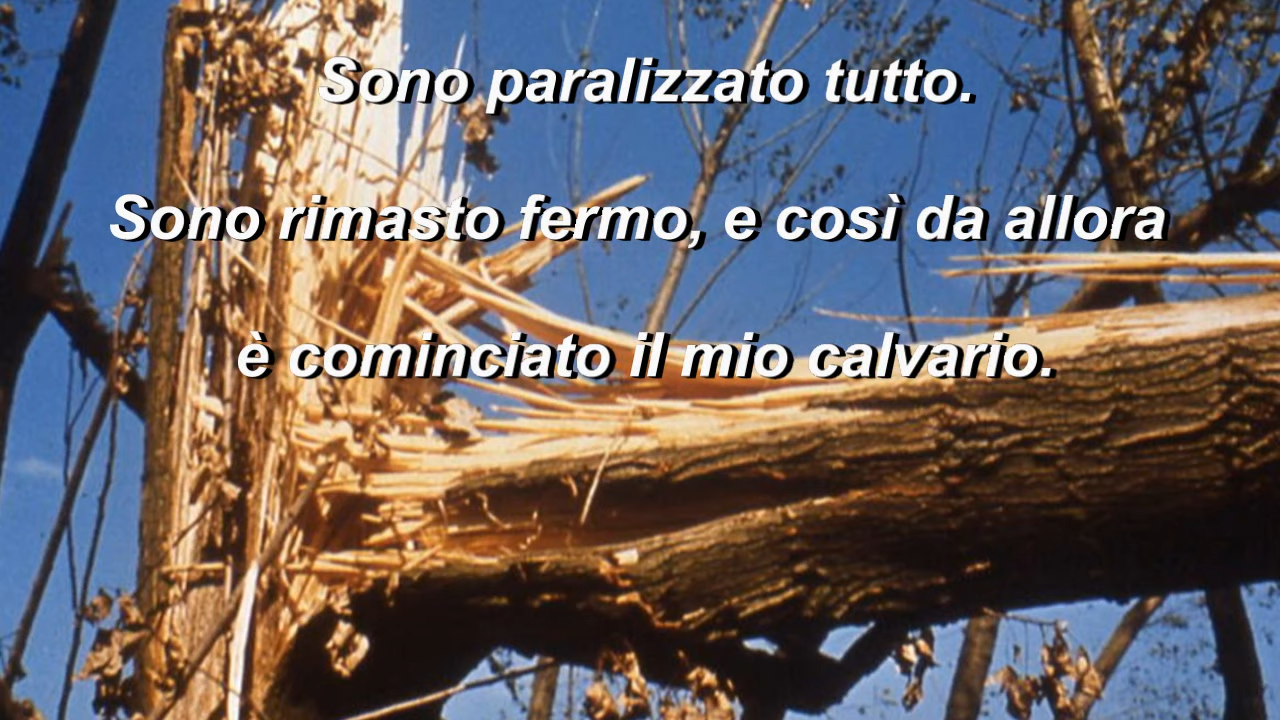 Sono paralizzato tutto.
Sono rimasto fermo, e così da allora
è cominciato il mio calvario.